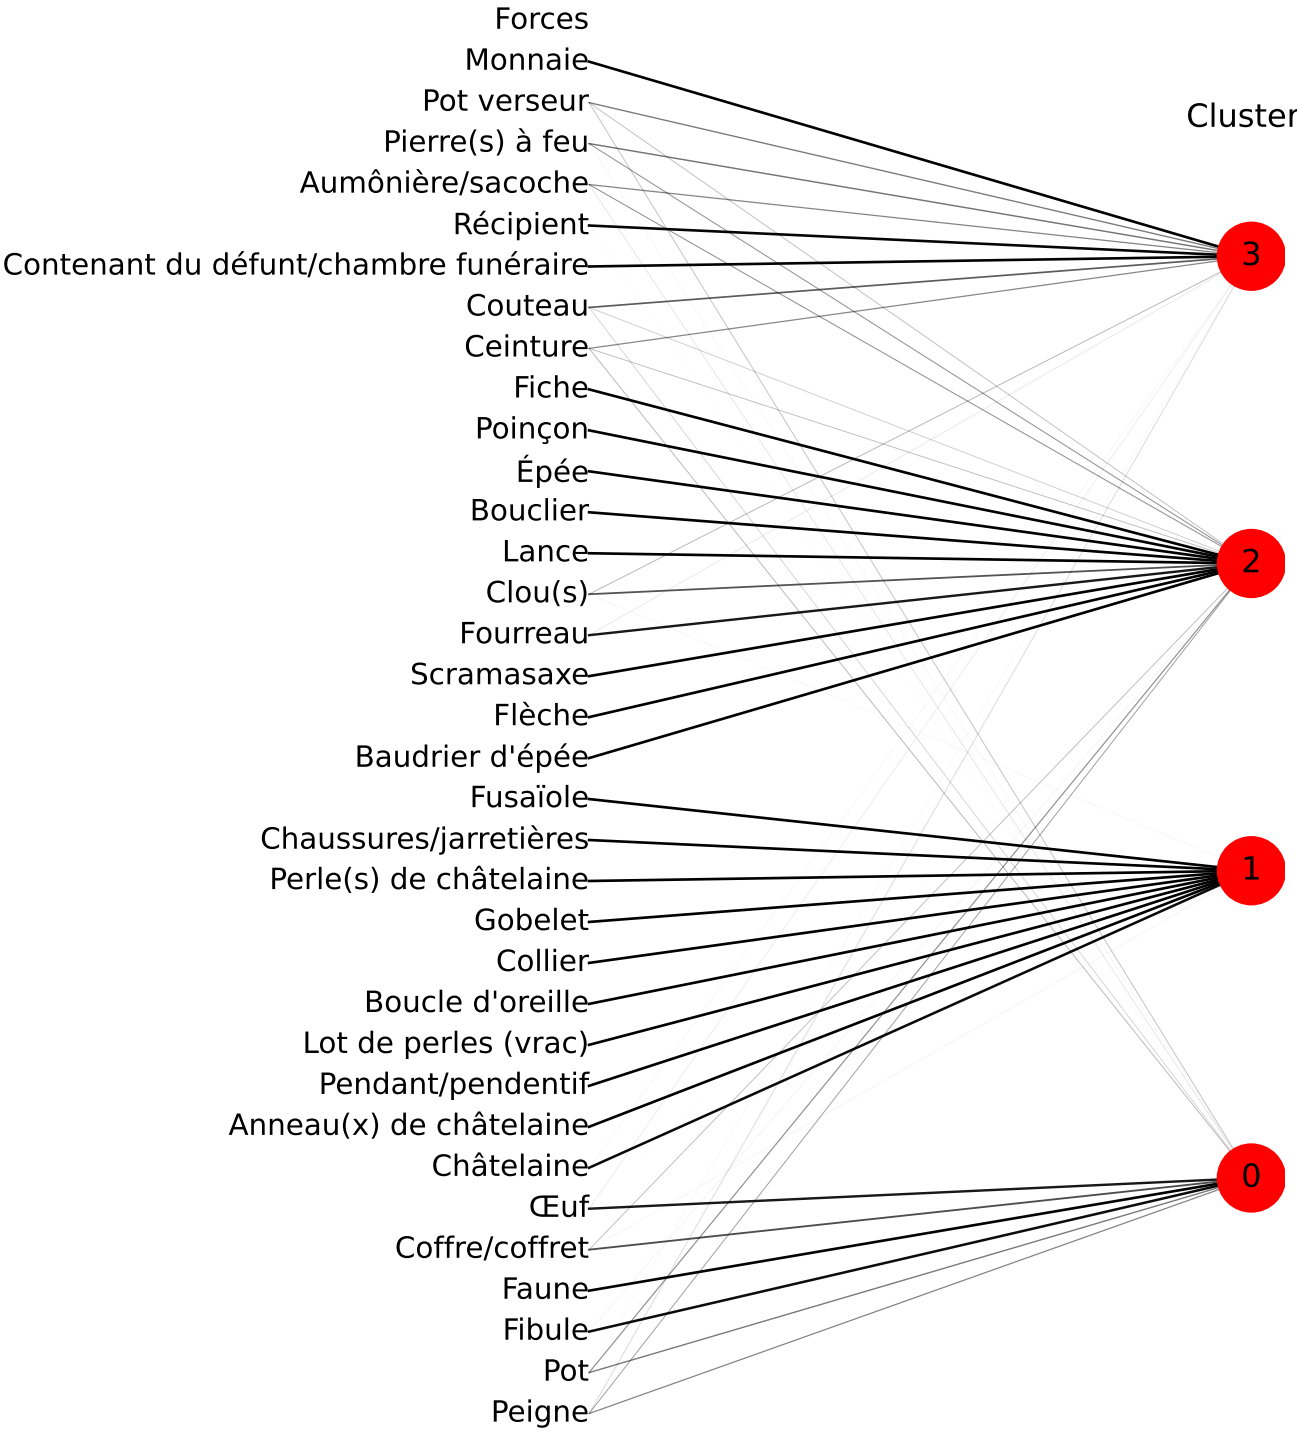 Forces
Monnaie
Pot verseur
Cluster
Pierre(s) à feu
Aumônière/sacoche
Récipient
3
Contenant du défunt/chambre funéraire
Couteau
Ceinture
Fiche
Poinçon
Épée
Bouclier
Lance
2
Clou(s)
Fourreau
Scramasaxe
Flèche
Baudrier d'épée
Fusaïole
Chaussures/jarretières
1
Perle(s) de châtelaine
Gobelet
Collier
Boucle d'oreille
Lot de perles (vrac)
Pendant/pendentif
Anneau(x) de châtelaine
Châtelaine
0
Œuf
Coffre/coffret
Faune
Fibule
Pot
Peigne